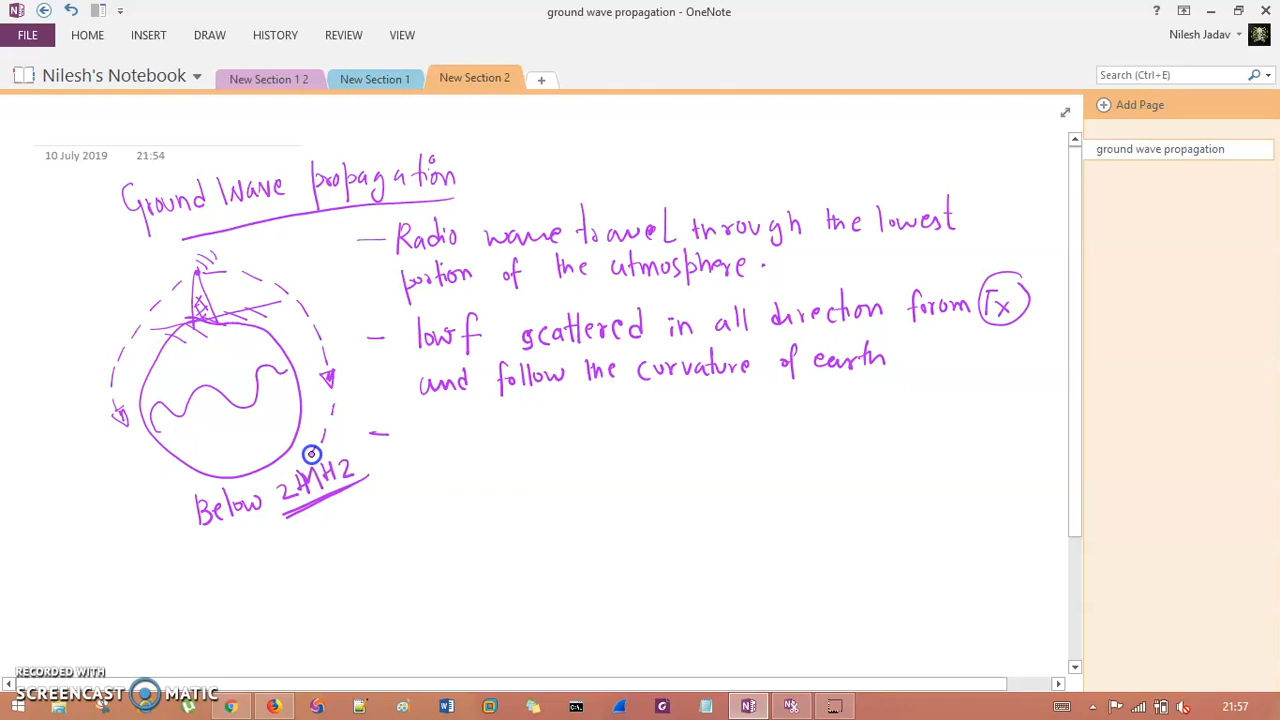 ground wave propagation - OneNote
FILE HOME INSERT DRAW HISTORY REVIEW VIEW
Nilesh Jadav
Nilesh's Notebook New Section 1 2 New Section 1 New Section 2
Search (Ctrl+E)
Add Page
ground wave propagation
10 July 2019 21:54
Ground Wave propagation
— Radio wave travel through the lowest
portion of the atmosphere.
— low f scattered in all direction forom Tx
and follow the curvature of earth
—
Below 2MHz
RECORDED WITH
SCREENCAST MATIC
21:57